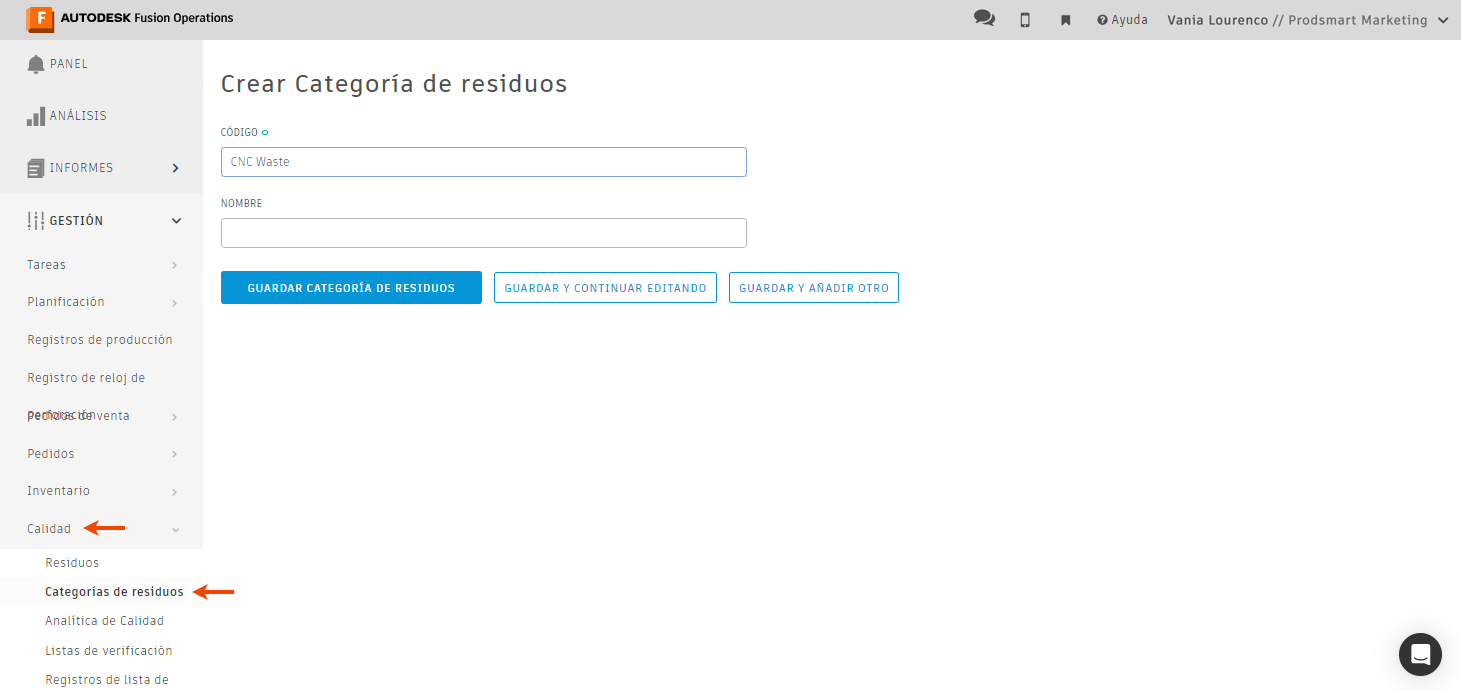 F AUTODESK Fusion Operations
Ayuda
Vania Lourenco // Prodsmart Marketing
PANEL
ANÁLISIS
INFORMES
GESTIÓN
Tareas
Planificación
Registros de producción
Registro de reloj de
perforación
Pedidos de venta
Pedidos
Inventario
Calidad
Residuos
Categorías de residuos
Analítica de Calidad
Listas de verificación
Registros de lista de
Crear Categoría de residuos
CÓDIGO
CNC Waste
NOMBRE
GUARDAR CATEGORÍA DE RESIDUOS
GUARDAR Y CONTINUAR EDITANDO
GUARDAR Y AÑADIR OTRO